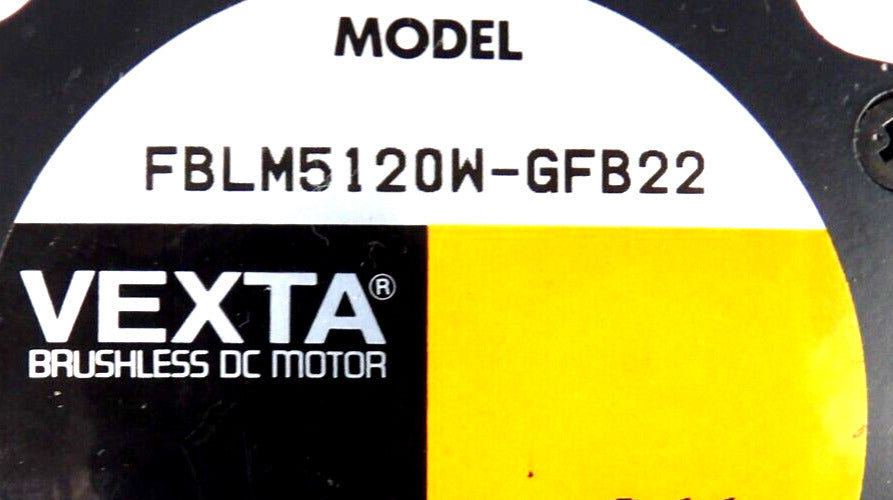 MODEL
FBLM5120W-GFB22
VEXTA®
BRUSHLESS DC MOTOR